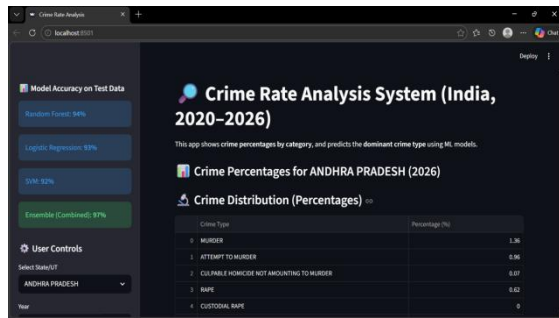 Crime Rate Analysis
localhost:8501
Chat
Deploy
Model Accuracy on Test Data
Random Forest: 94%
Logistic Regression: 93%
SVM: 92%
Ensemble (Combined): 97%
User Controls
Select State/UT
ANDHRA PRADESH
Year
Crime Rate Analysis System (India,
2020–2026)
This app shows crime percentages by category, and predicts the dominant crime type using ML models.
Crime Percentages for ANDHRA PRADESH (2026)
Crime Distribution (Percentages)
Crime Type Percentage (%)
0 MURDER 1.36
1 ATTEMPT TO MURDER 0.96
2 CULPABLE HOMICIDE NOT AMOUNTING TO MURDER 0.07
3 RAPE 0.62
4 CUSTODIAL RAPE 0